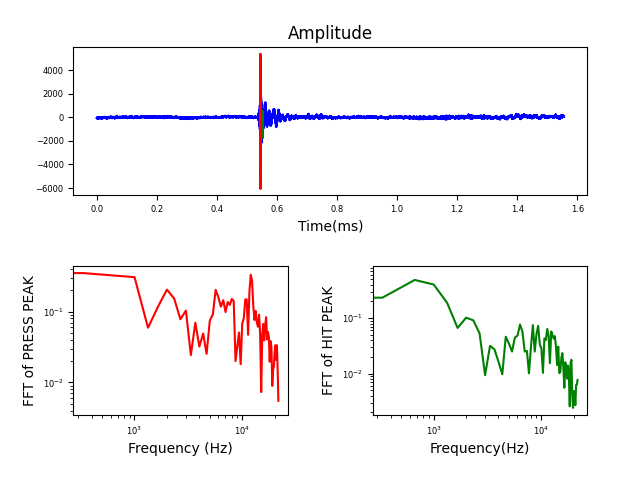 Amplitude
4000
2000
0
−2000
−4000
−6000
0.0 0.2 0.4 0.6 0.8 1.0 1.2 1.4 1.6
Time(ms)
FFT of PRESS PEAK
10⁻¹
10⁻²
10³ 10⁴
Frequency (Hz)
FFT of HIT PEAK
10⁻¹
10⁻²
10³ 10⁴
Frequency(Hz)